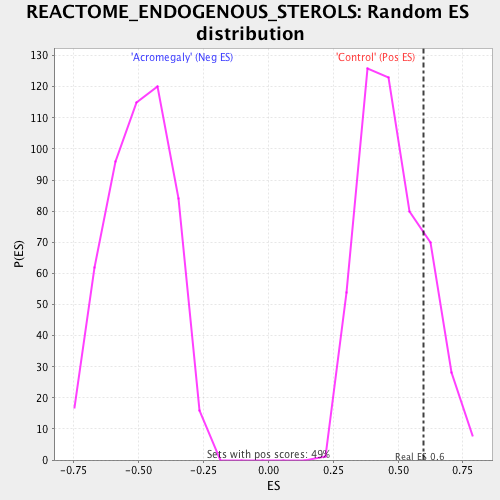 REACTOME_ENDOGENOUS_STEROLS: Random ES
distribution
'Acromegaly' (Neg ES)
'Control' (Pos ES)
130
120
110
100
90
80
70
60
50
40
30
20
10
0
P(ES)
Sets with pos scores: 49%
Real ES 0.6
-0.75
-0.50
-0.25
0.00
0.25
0.50
0.75
ES